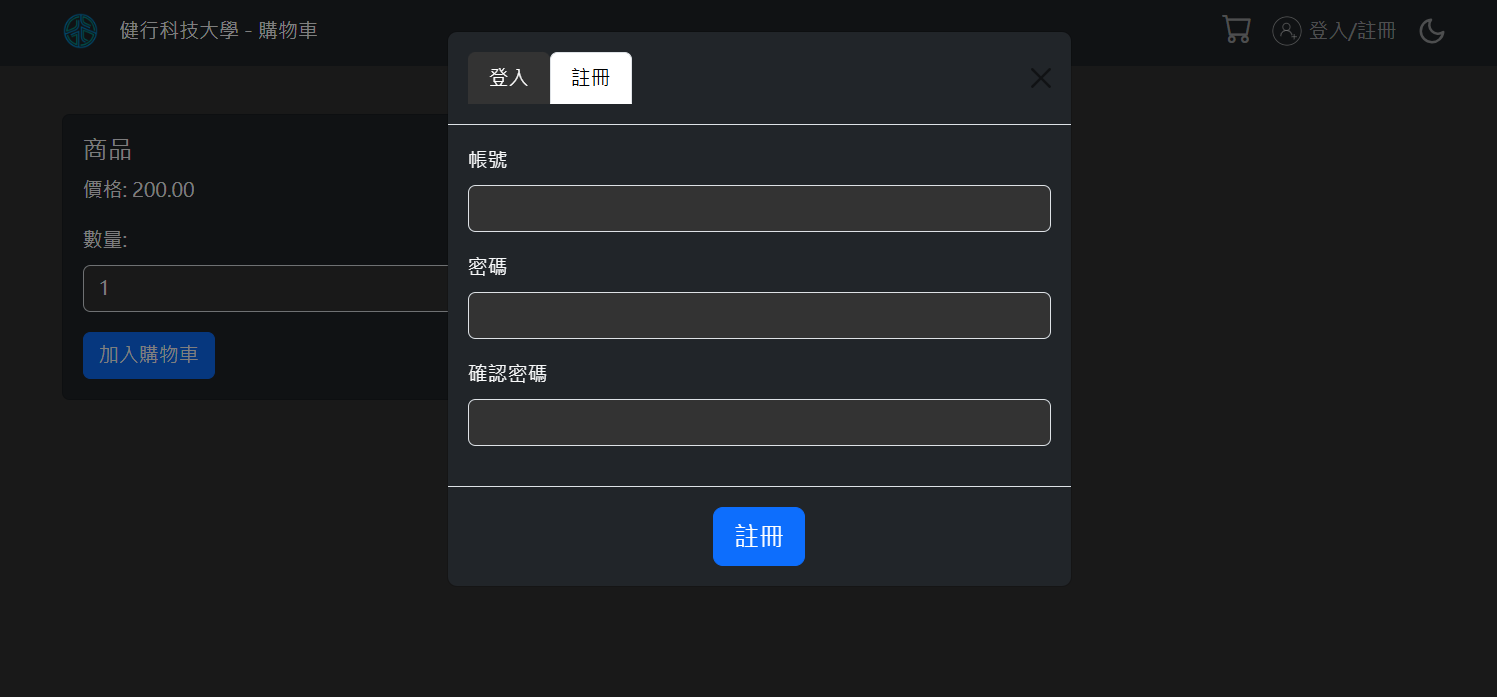 健行科技大學 - 購物車
登入/註冊
商品
價格: 200.00
數量:
1
加入購物車
登入
註冊
帳號
密碼
確認密碼
註冊